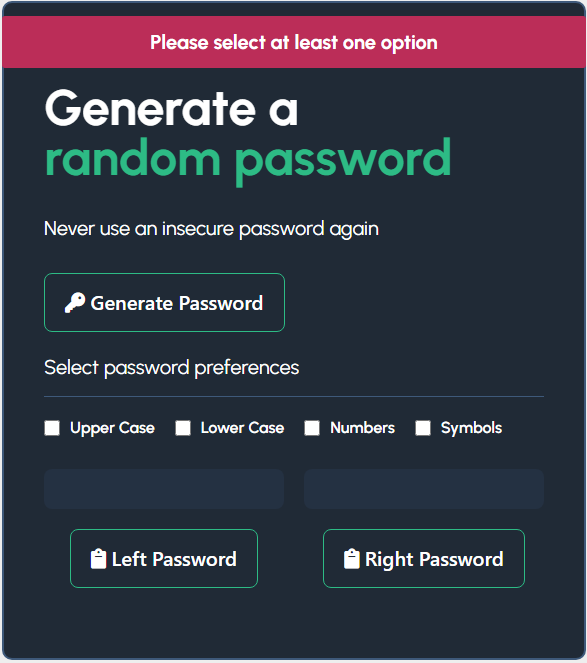 Please select at least one option
Generate a
random password
Never use an insecure password again
Generate Password
Select password preferences
Upper Case Lower Case Numbers Symbols
Left Password Right Password